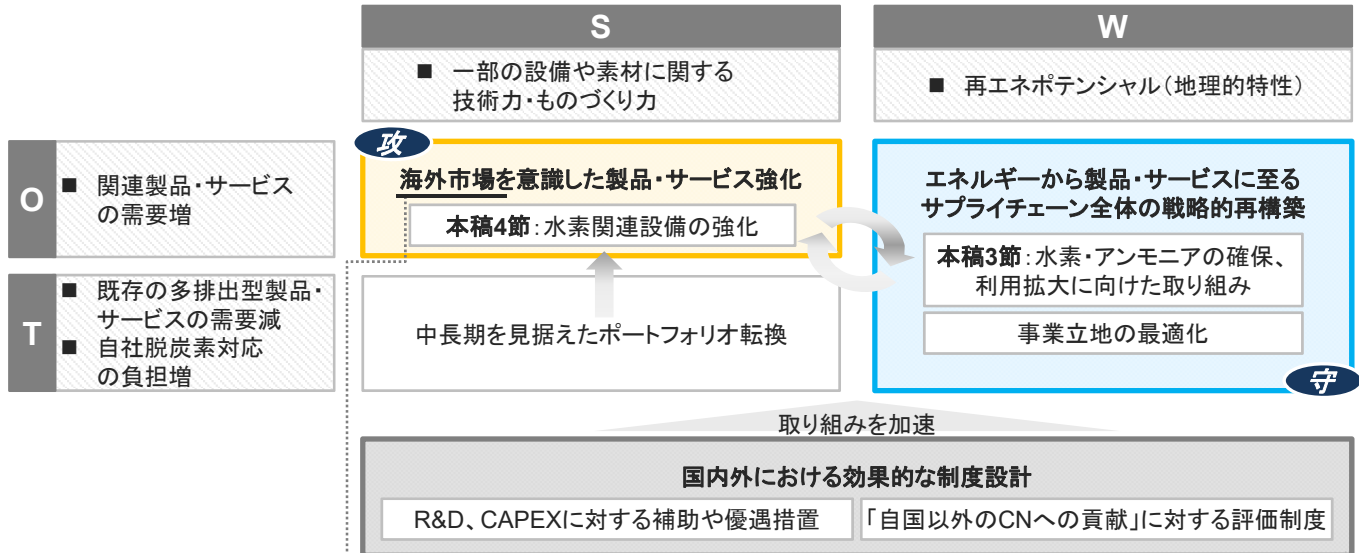 S
W
■ 一部の設備や素材に関する
技術力・ものづくり力
■ 再エネポテンシャル（地理的特性）
O
■ 関連製品・サービス
の需要増
攻
海外市場を意識した製品・サービス強化
本稿4節：水素関連設備の強化
エネルギーから製品・サービスに至る
サプライチェーン全体の戦略的再構築
本稿3節：水素・アンモニアの確保、
利用拡大に向けた取り組み
事業立地の最適化
守
T
■ 既存の多排出型製品・
サービスの需要減
■ 自社脱炭素対応
の負担増
中長期を見据えたポートフォリオ転換
取り組みを加速
国内外における効果的な制度設計
R&D、CAPEXに対する補助や優遇措置
「自国以外のCNへの貢献」に対する評価制度